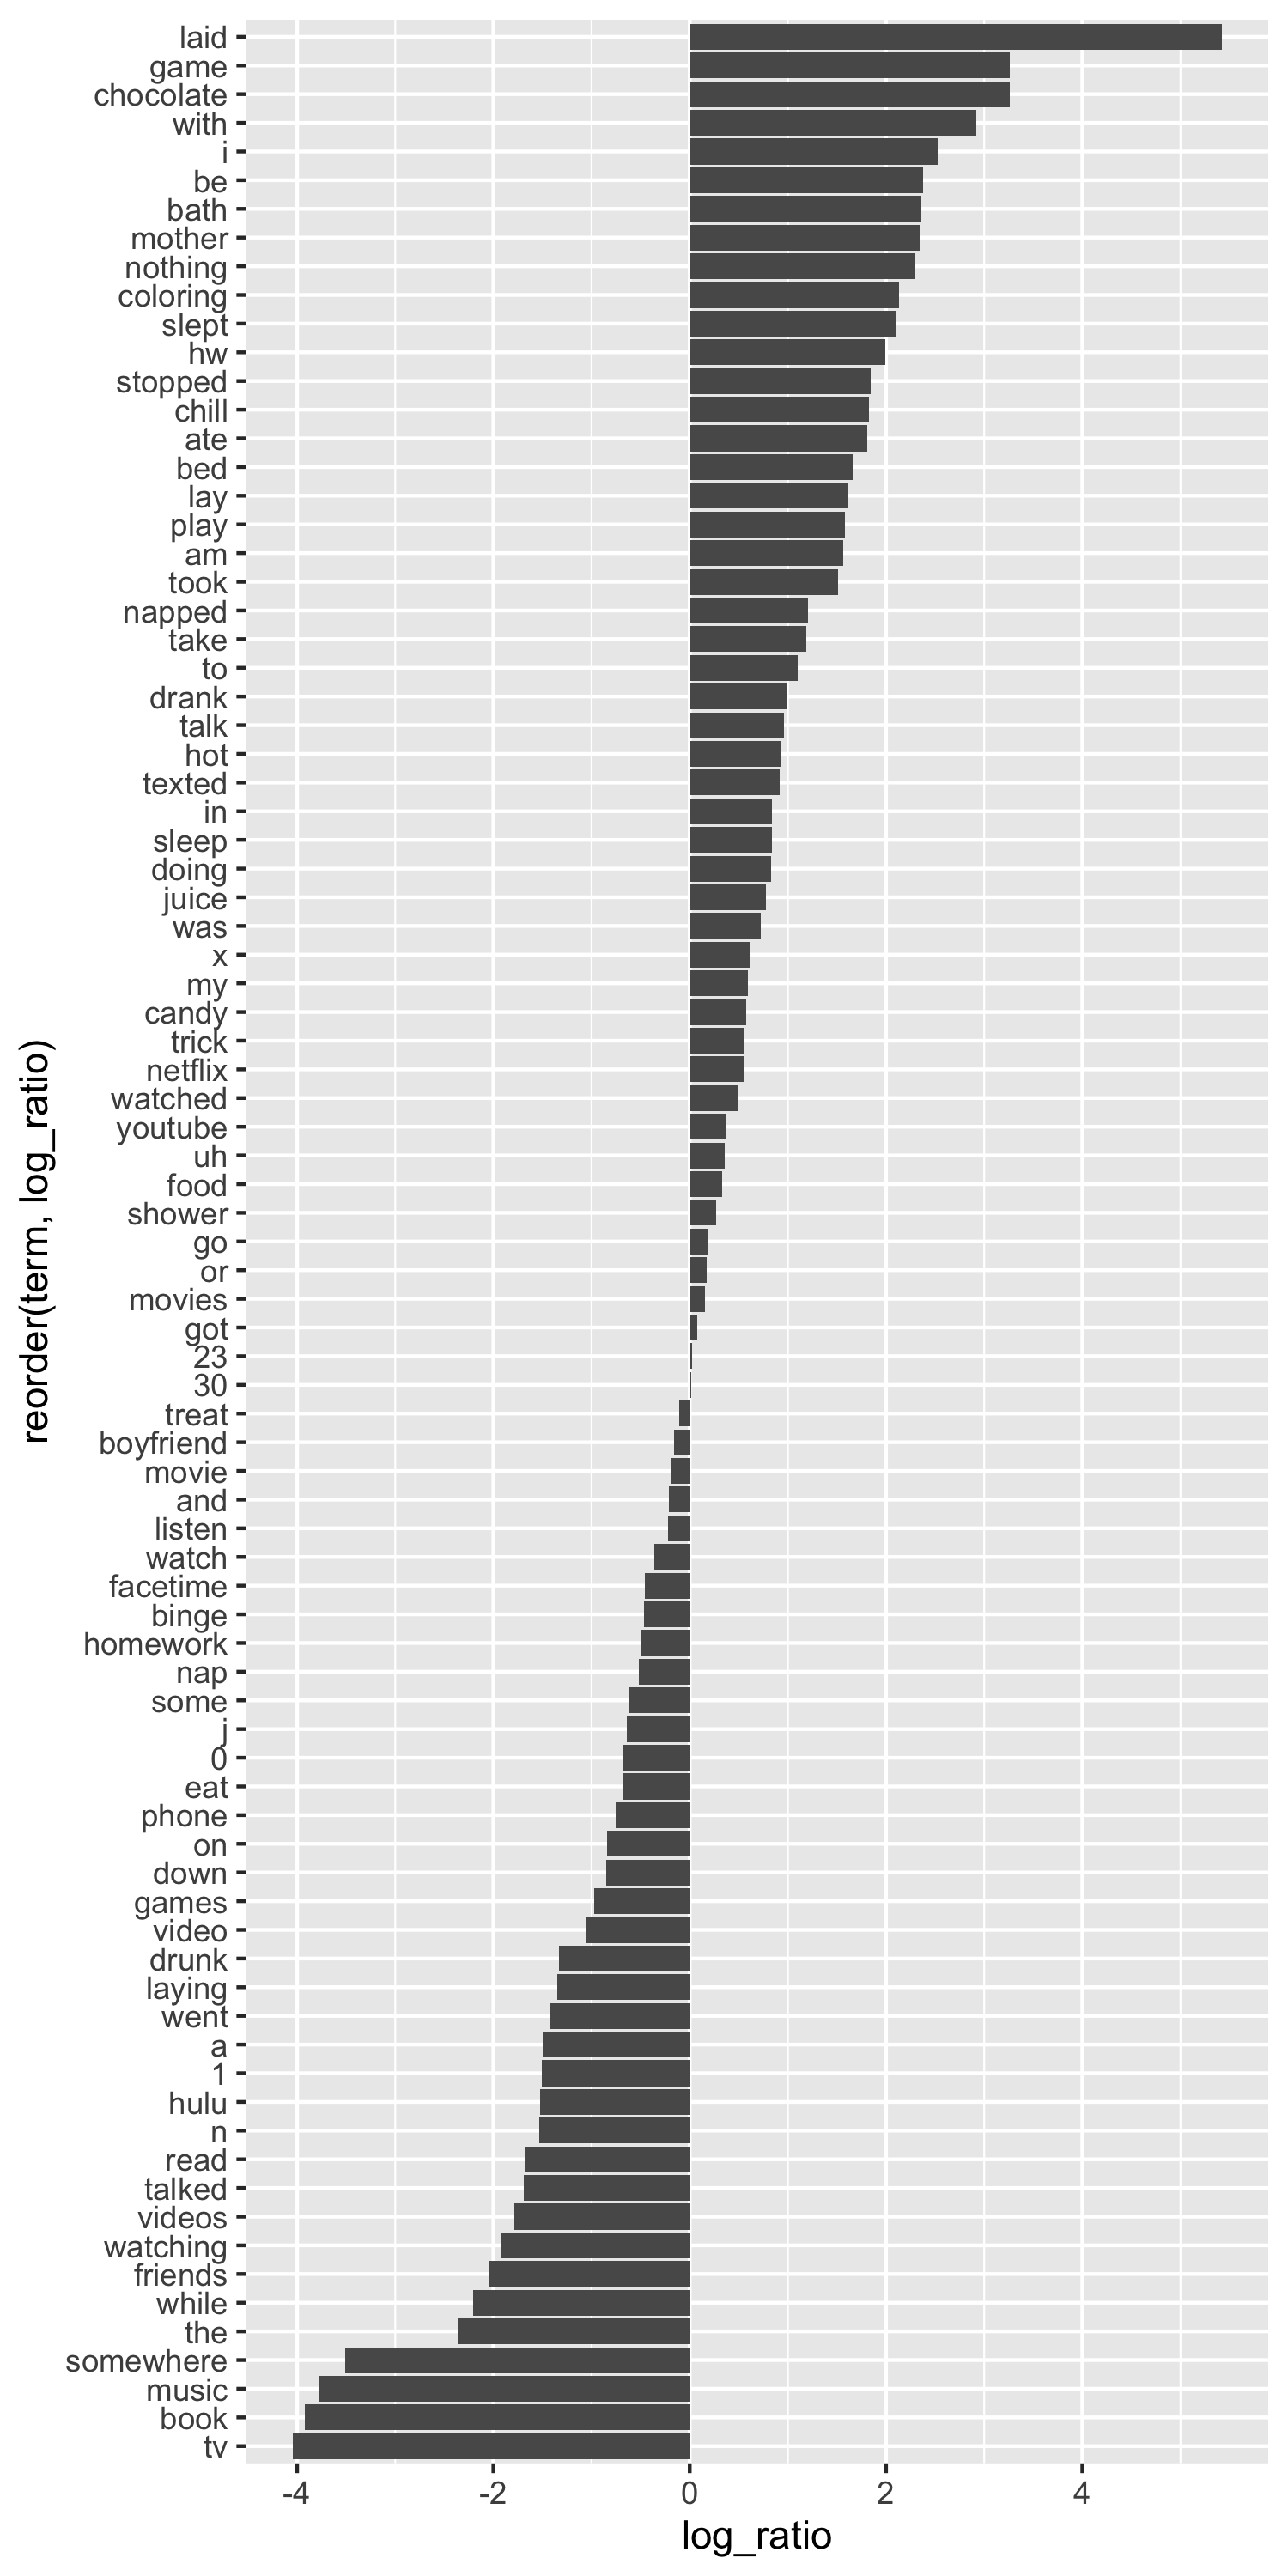 laid
game
chocolate
with
i
be
bath
mother
nothing
coloring
slept
hw
stopped
chill
ate
bed
lay
play
am
took
napped
take
to
drank
talk
hot
texted
in
sleep
doing
juice
was
x
my
candy
trick
netflix
watched
youtube
uh
food
shower
go
or
movies
got
23
30
treat
boyfriend
movie
and
listen
watch
facetime
binge
homework
nap
some
j
0
eat
phone
on
down
games
video
drunk
laying
went
a
1
hulu
n
read
talked
videos
watching
friends
while
the
somewhere
music
book
tv
reorder(term, log_ratio)
-4 -2 0 2 4
log_ratio